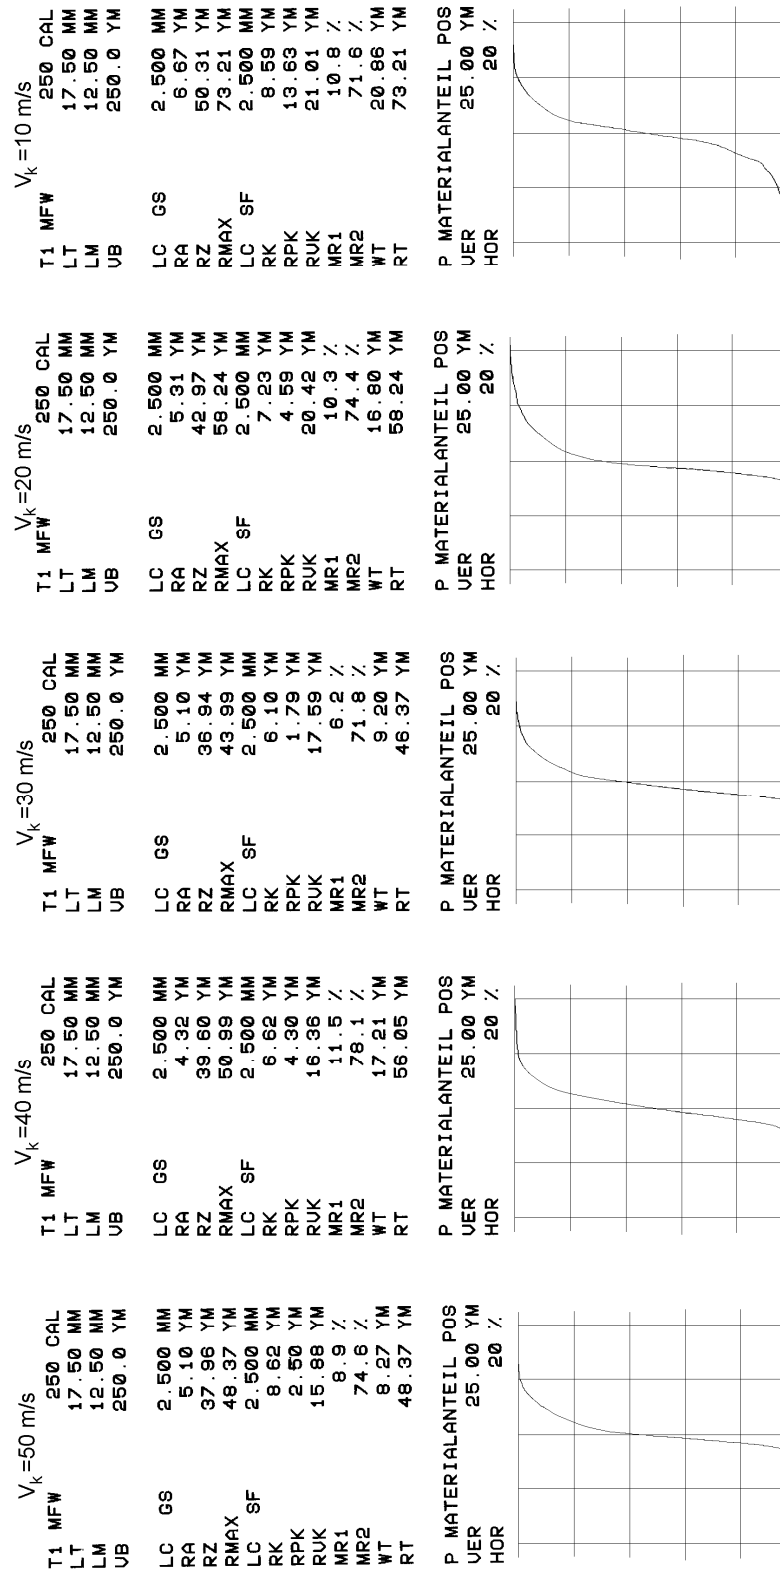 Vk =50 m/s
T1 MFW 250 CAL
LT 17.50 MM
LM 12.50 MM
VB 250.0 YM
LC GS 2.500 MM
RA 5.10 YM
RZ 37.96 YM
RMAX 48.37 YM
LC SF 2.500 MM
RK 8.62 YM
RPK 2.50 YM
RVK 15.88 YM
MR1 8.9 %
MR2 74.6 %
WT 8.27 YM
RT 48.37 YM
P MATERIALANTEIL POS
VER 25.00 YM
HOR 20 %
Vk =40 m/s
T1 MFW 250 CAL
LT 17.50 MM
LM 12.50 MM
VB 250.0 YM
LC GS 2.500 MM
RA 4.32 YM
RZ 39.60 YM
RMAX 50.99 YM
LC SF 2.500 MM
RK 6.62 YM
RPK 4.30 YM
RVK 16.36 YM
MR1 11.5 %
MR2 78.1 %
WT 17.21 YM
RT 56.05 YM
P MATERIALANTEIL POS
VER 25.00 YM
HOR 20 %
Vk =30 m/s
T1 MFW 250 CAL
LT 17.50 MM
LM 12.50 MM
VB 250.0 YM
LC GS 2.500 MM
RA 5.10 YM
RZ 36.94 YM
RMAX 43.99 YM
LC SF 2.500 MM
RK 6.10 YM
RPK 1.79 YM
RVK 17.59 YM
MR1 6.2 %
MR2 71.8 %
WT 9.20 YM
RT 46.37 YM
P MATERIALANTEIL POS
VER 25.00 YM
HOR 20 %
Vk =20 m/s
T1 MFW 250 CAL
LT 17.50 MM
LM 12.50 MM
VB 250.0 YM
LC GS 2.500 MM
RA 5.31 YM
RZ 42.97 YM
RMAX 58.24 YM
LC SF 2.500 MM
RK 7.23 YM
RPK 4.59 YM
RVK 20.42 YM
MR1 10.3 %
MR2 74.4 %
WT 16.80 YM
RT 58.24 YM
P MATERIALANTEIL POS
VER 25.00 YM
HOR 20 %
Vk =10 m/s
T1 MFW 250 CAL
LT 17.50 MM
LM 12.50 MM
VB 250.0 YM
LC GS 2.500 MM
RA 6.67 YM
RZ 50.31 YM
RMAX 73.21 YM
LC SF 2.500 MM
RK 8.59 YM
RPK 13.63 YM
RVK 21.01 YM
MR1 10.8 %
MR2 71.6 %
WT 20.86 YM
RT 73.21 YM
P MATERIALANTEIL POS
VER 25.00 YM
HOR 20 %